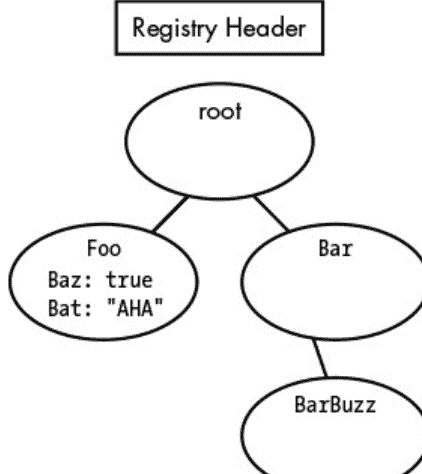 Registry Header
root
Foo
Baz: true
Bat: "AHA"
Bar
BarBuzz